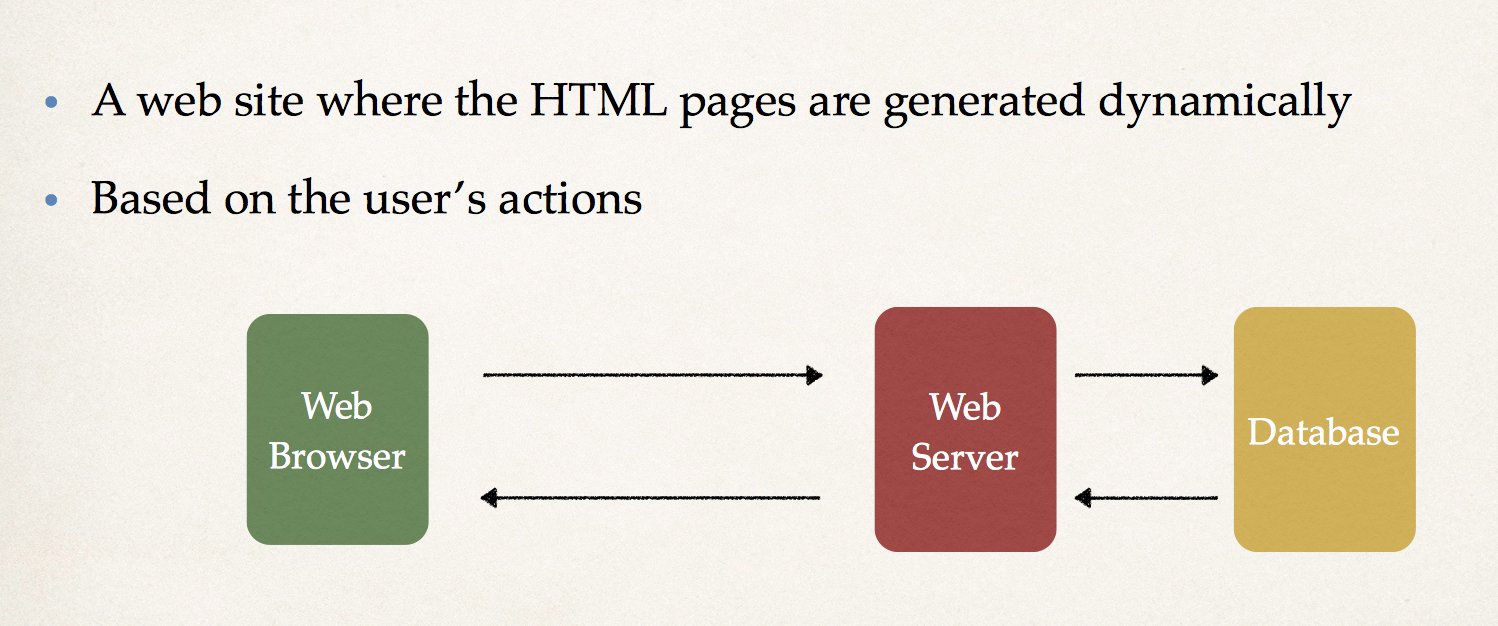 • A web site where the HTML pages are generated dynamically
• Based on the user’s actions
Web
Browser
Web
Server
Database